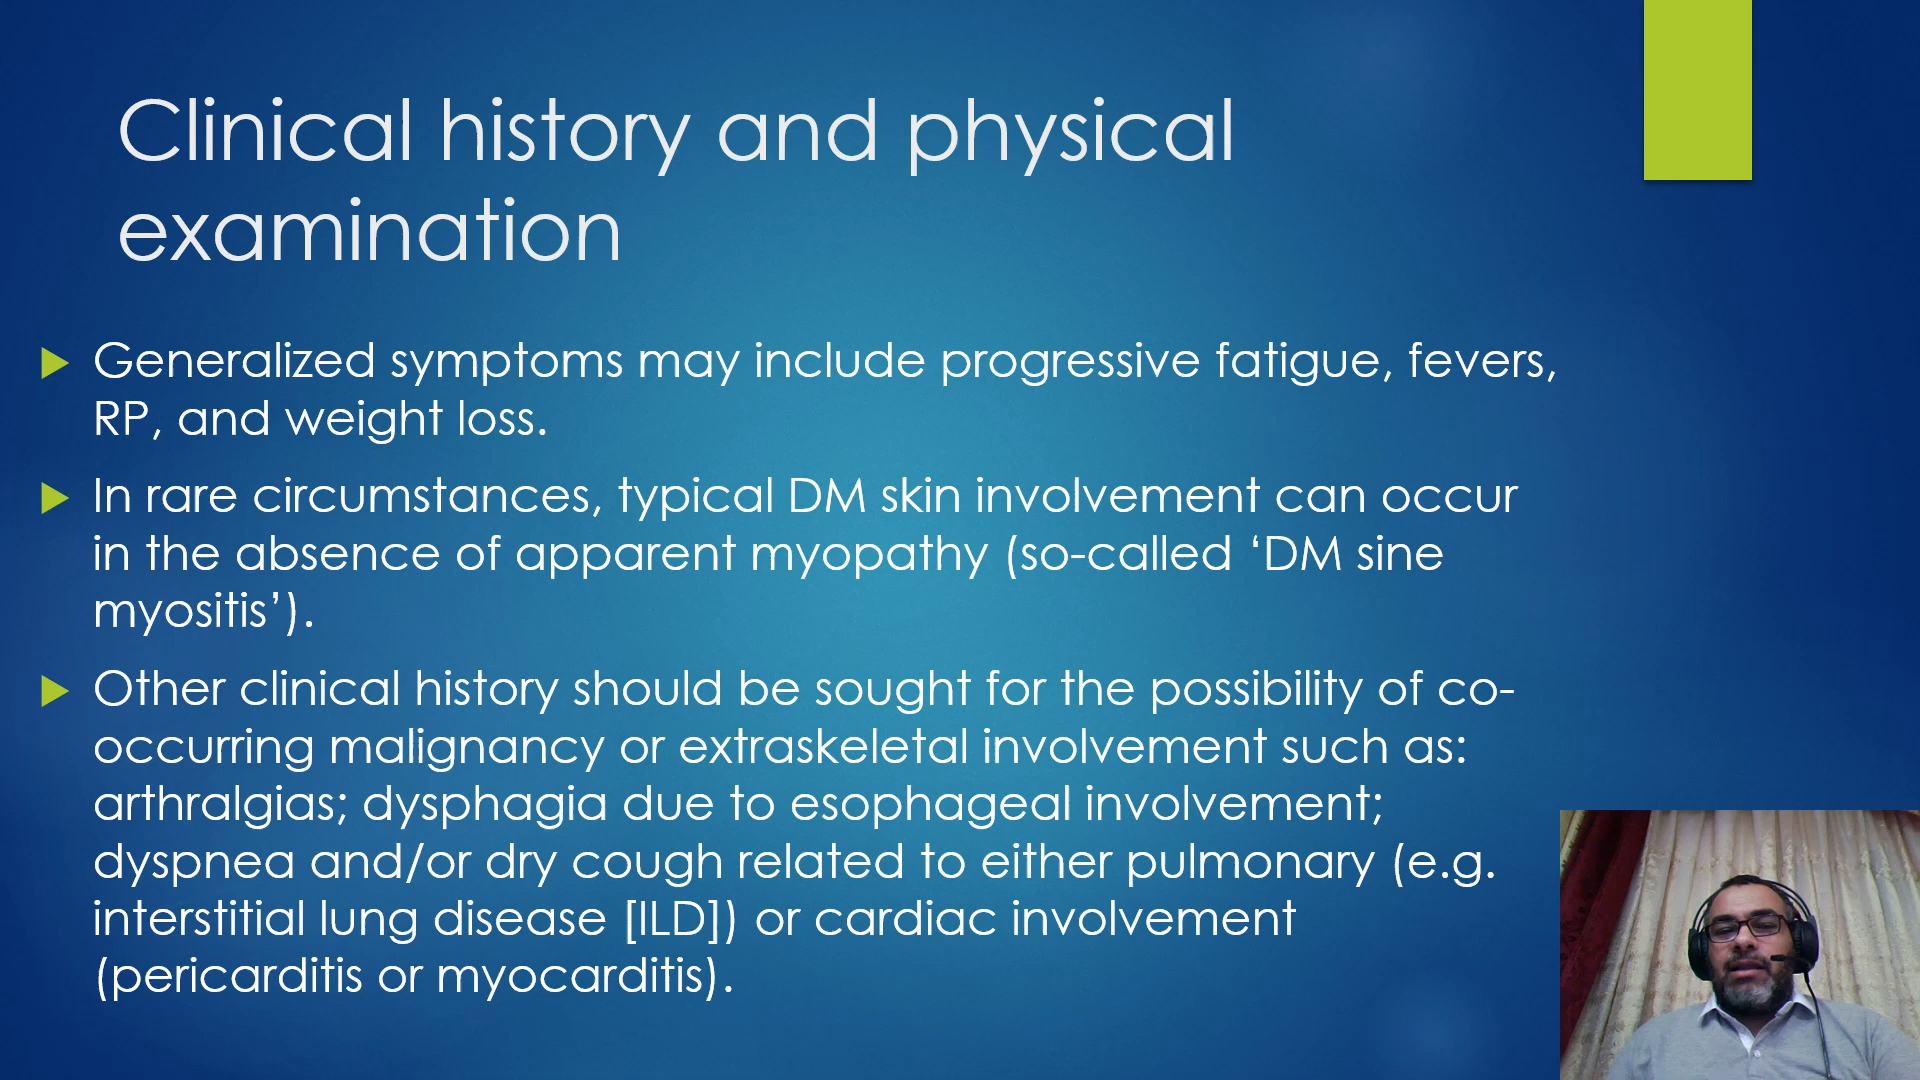 Clinical history and physical
examination
Generalized symptoms may include progressive fatigue, fevers,
RP, and weight loss.
In rare circumstances, typical DM skin involvement can occur
in the absence of apparent myopathy (so-called ‘DM sine
myositis’).
Other clinical history should be sought for the possibility of co-
occurring malignancy or extraskeletal involvement such as:
arthralgias; dysphagia due to esophageal involvement;
dyspnea and/or dry cough related to either pulmonary (e.g.
interstitial lung disease [ILD]) or cardiac involvement
(pericarditis or myocarditis).